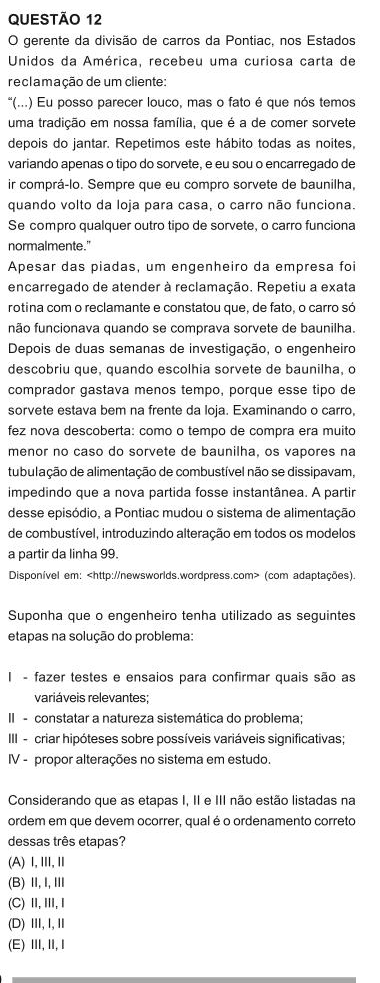 QUESTÃO 12
O gerente da divisão de carros da Pontiac, nos Estados
Unidos da América, recebeu uma curiosa carta de
reclamação de um cliente:
“(...) Eu posso parecer louco, mas o fato é que nós temos
uma tradição em nossa família, que é a de comer sorvete
depois do jantar. Repetimos este hábito todas as noites,
variando apenas o tipo do sorvete, e eu sou o encarregado de
ir comprá-lo. Sempre que eu compro sorvete de baunilha,
quando volto da loja para casa, o carro não funciona.
Se compro qualquer outro tipo de sorvete, o carro funciona
normalmente.”
Apesar das piadas, um engenheiro da empresa foi
encarregado de atender à reclamação. Repetiu a exata
rotina com o reclamante e constatou que, de fato, o carro só
não funcionava quando se comprava sorvete de baunilha.
Depois de duas semanas de investigação, o engenheiro
descobriu que, quando escolhia sorvete de baunilha, o
comprador gastava menos tempo, porque esse tipo de
sorvete estava bem na frente da loja. Examinando o carro,
fez nova descoberta: como o tempo de compra era muito
menor no caso do sorvete de baunilha, os vapores na
tubulação de alimentação de combustível não se dissipavam,
impedindo que a nova partida fosse instantânea. A partir
desse episódio, a Pontiac mudou o sistema de alimentação
de combustível, introduzindo alteração em todos os modelos
a partir da linha 99.
Disponível em: <http://newsworlds.wordpress.com> (com adaptações).
Suponha que o engenheiro tenha utilizado as seguintes
etapas na solução do problema:
I - fazer testes e ensaios para confirmar quais são as
variáveis relevantes;
II - constatar a natureza sistemática do problema;
III - criar hipóteses sobre possíveis variáveis significativas;
IV - propor alterações no sistema em estudo.
Considerando que as etapas I, II e III não estão listadas na
ordem em que devem ocorrer, qual é o ordenamento correto
dessas três etapas?
(A) I, III, II
(B) II, I, III
(C) II, III, I
(D) III, I, II
(E) III, II, I